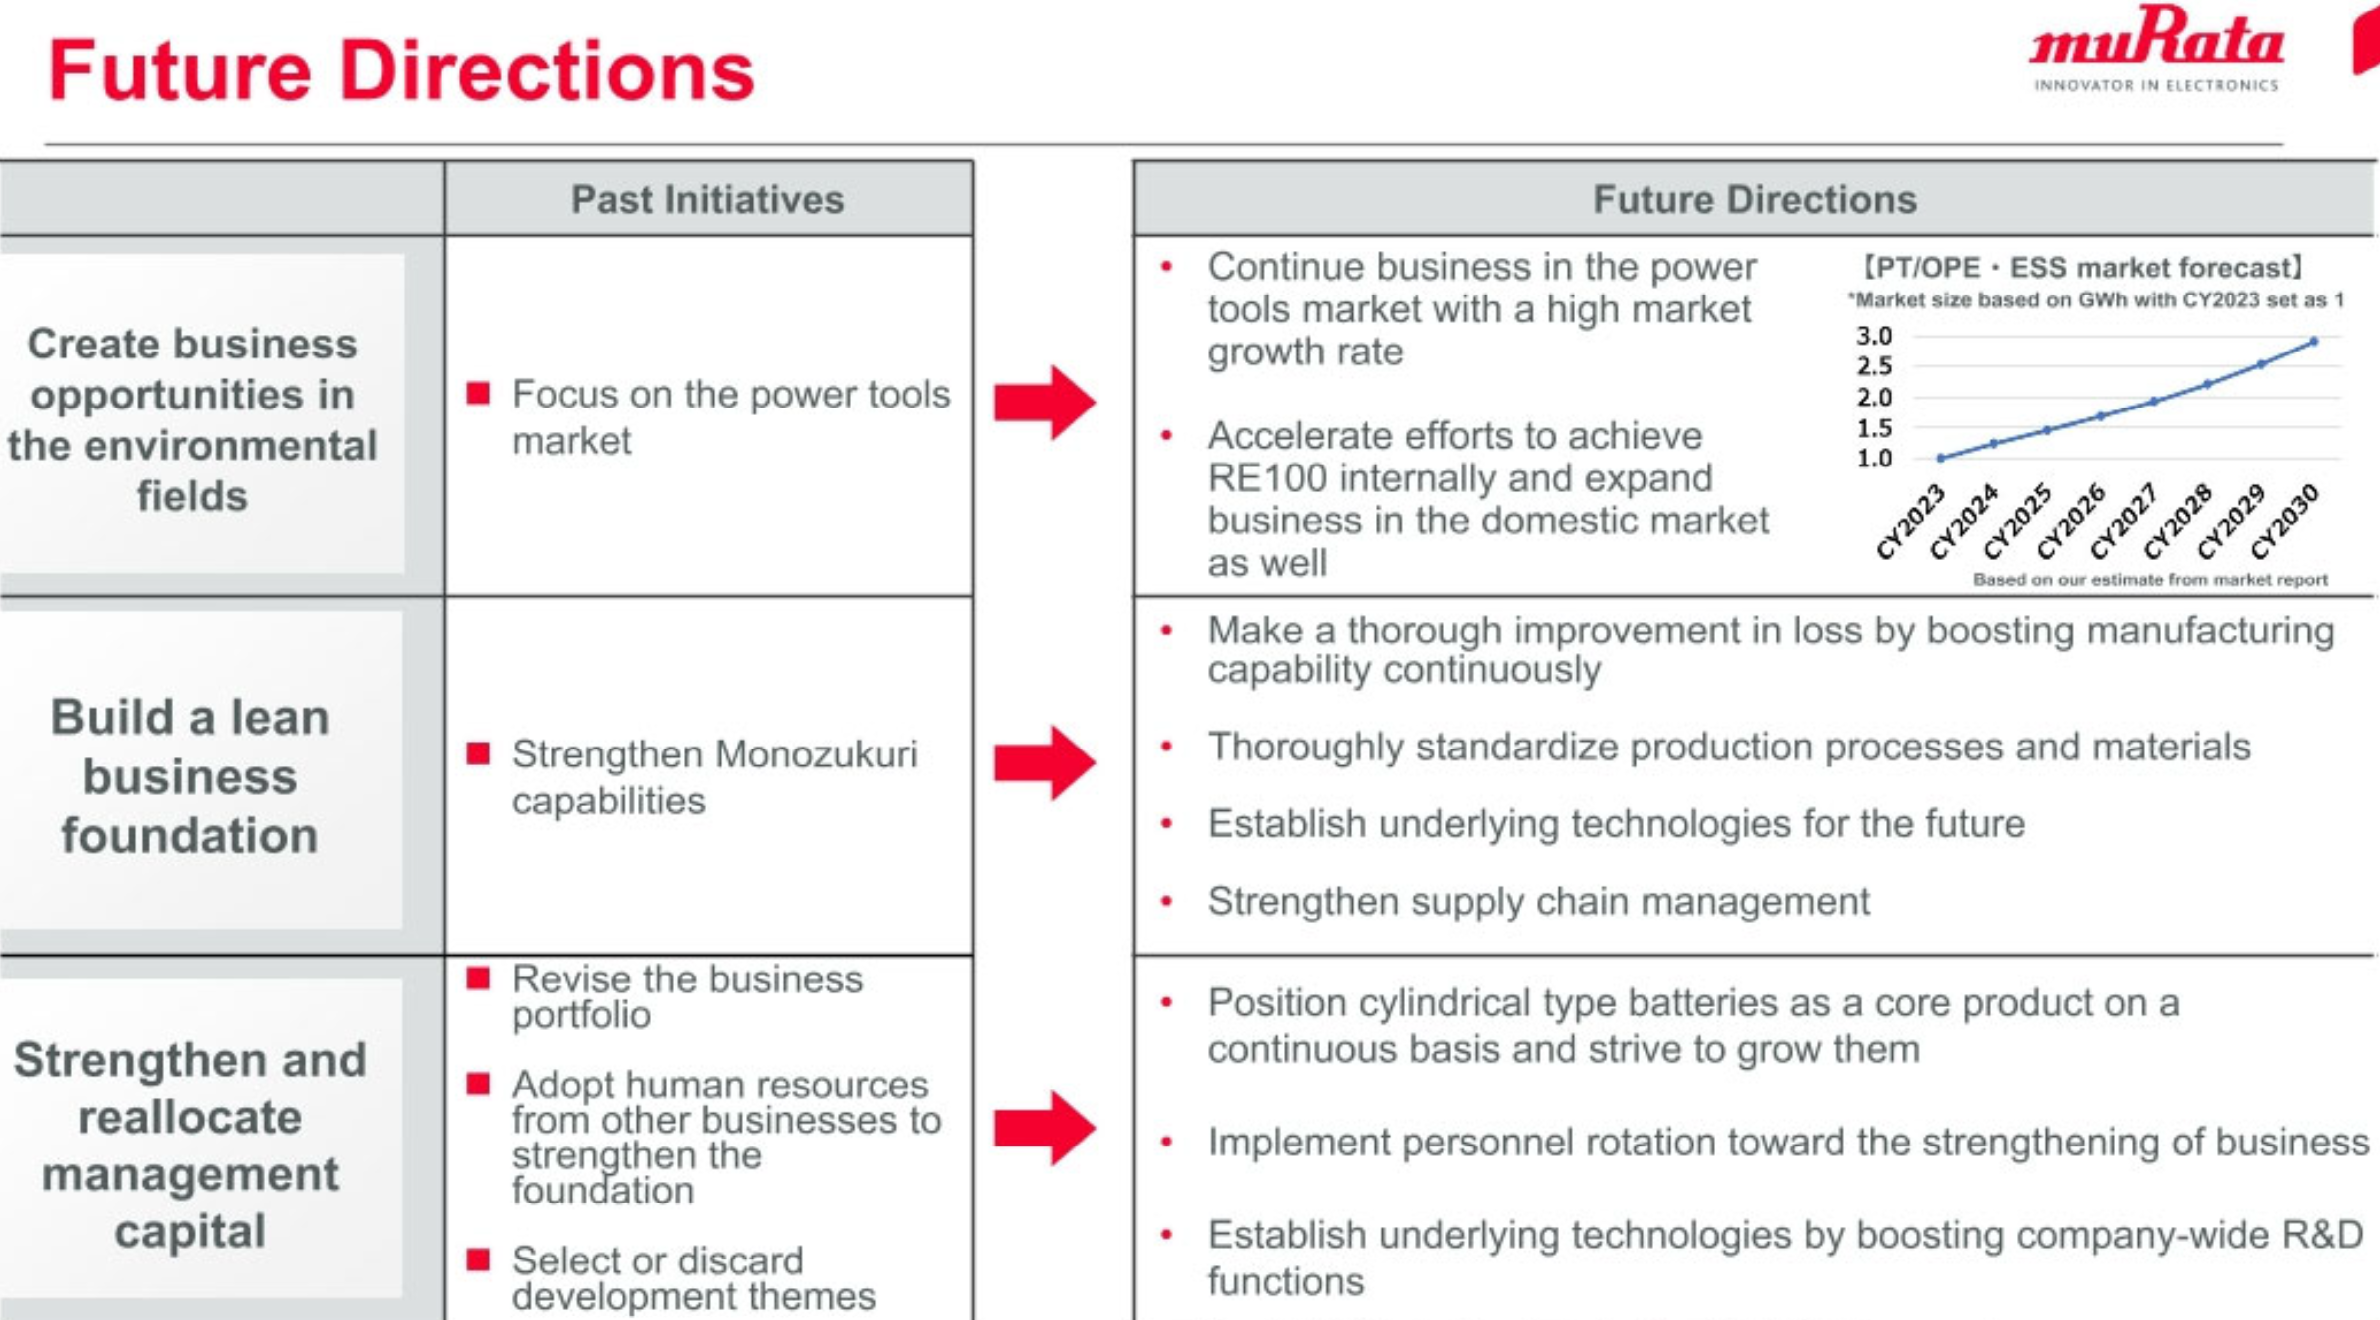 Future Directions
muRata
INNOVATOR IN ELECTRONICS
Past Initiatives
Future Directions
Create business
opportunities in
the environmental
fields
■ Focus on the power tools
market
• Continue business in the power
tools market with a high market
growth rate
• Accelerate efforts to achieve
RE100 internally and expand
business in the domestic market
as well
【PT/OPE・ESS market forecast】
*Market size based on GWh with CY2023 set as 1
3.0
2.5
2.0
1.5
1.0
CY2023
CY2024
CY2025
CY2026
CY2027
CY2028
CY2029
CY2030
Based on our estimate from market report
Build a lean
business
foundation
■ Strengthen Monozukuri
capabilities
• Make a thorough improvement in loss by boosting manufacturing
capability continuously
• Thoroughly standardize production processes and materials
• Establish underlying technologies for the future
• Strengthen supply chain management
Strengthen and
reallocate
management
capital
■ Revise the business
portfolio
■ Adopt human resources
from other businesses to
strengthen the
foundation
■ Select or discard
development themes
• Position cylindrical type batteries as a core product on a
continuous basis and strive to grow them
• Implement personnel rotation toward the strengthening of business
• Establish underlying technologies by boosting company-wide R&D
functions